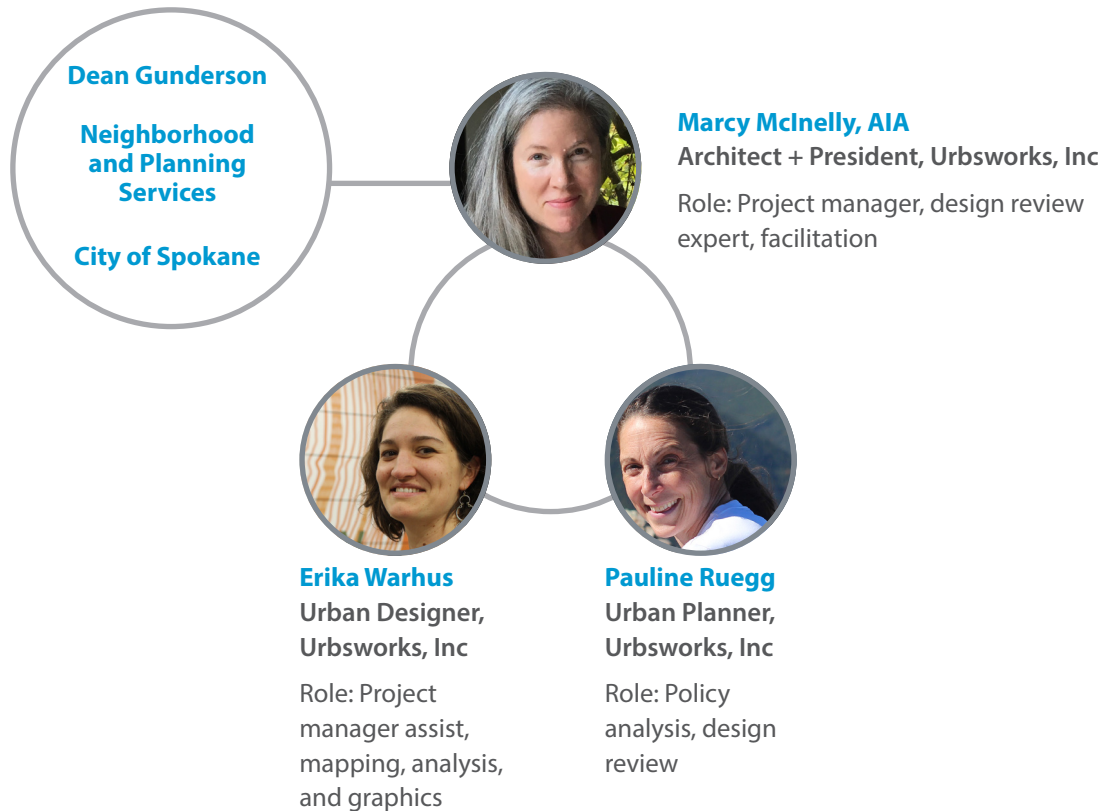 Dean Gunderson
Neighborhood
and Planning
Services
City of Spokane
Marcy McInelly, AIA
Architect + President, Urbsworks, Inc
Role: Project manager, design review
expert, facilitation
Erika Warhus
Urban Designer,
Urbsworks, Inc
Role: Project
manager assist,
mapping, analysis,
and graphics
Pauline Ruegg
Urban Planner,
Urbsworks, Inc
Role: Policy
analysis, design
review